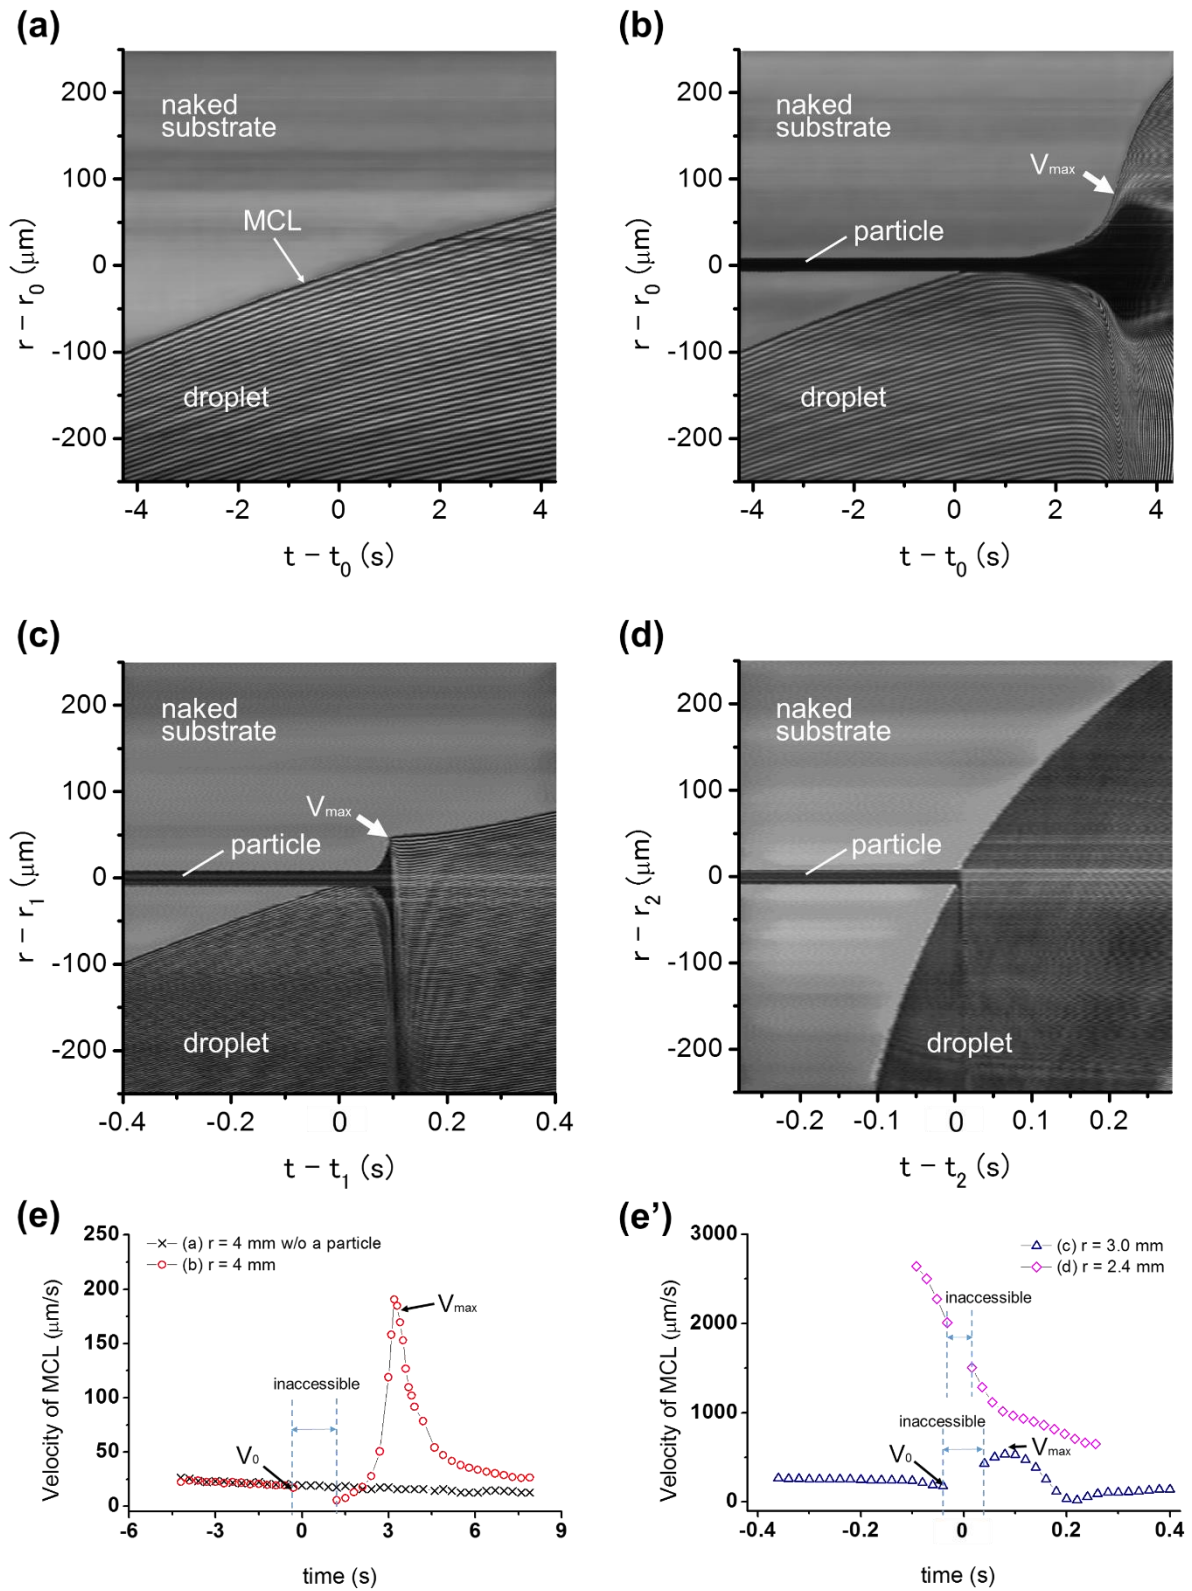 (a)
200
100
0
-100
-200
r − r0 (μm)
naked
substrate
MCL
droplet
-4
-2
0
2
4
t − t0 (s)
(b)
200
100
0
-100
-200
r − r0 (μm)
naked
substrate
Vmax
particle
droplet
-4
-2
0
2
4
t − t0 (s)
(c)
200
100
0
-100
-200
r − r1 (μm)
naked
substrate
Vmax
particle
droplet
-0.4
-0.2
0
0.2
0.4
t − t1 (s)
(d)
200
100
0
-100
-200
r − r2 (μm)
naked
substrate
particle
droplet
-0.2
-0.1
0
0.1
0.2
t − t2 (s)
(e)
250
200
150
100
50
0
Velocity of MCL (μm/s)
(a) r = 4 mm w/o a particle
(b) r = 4 mm
Vmax
inaccessible
V0
-6
-3
0
3
6
9
time (s)
(e’)
3000
2000
1000
0
Velocity of MCL (μm/s)
(c) r = 3.0 mm
(d) r = 2.4 mm
inaccessible
inaccessible
V0
Vmax
-0.4
-0.2
0
0.2
0.4
time (s)